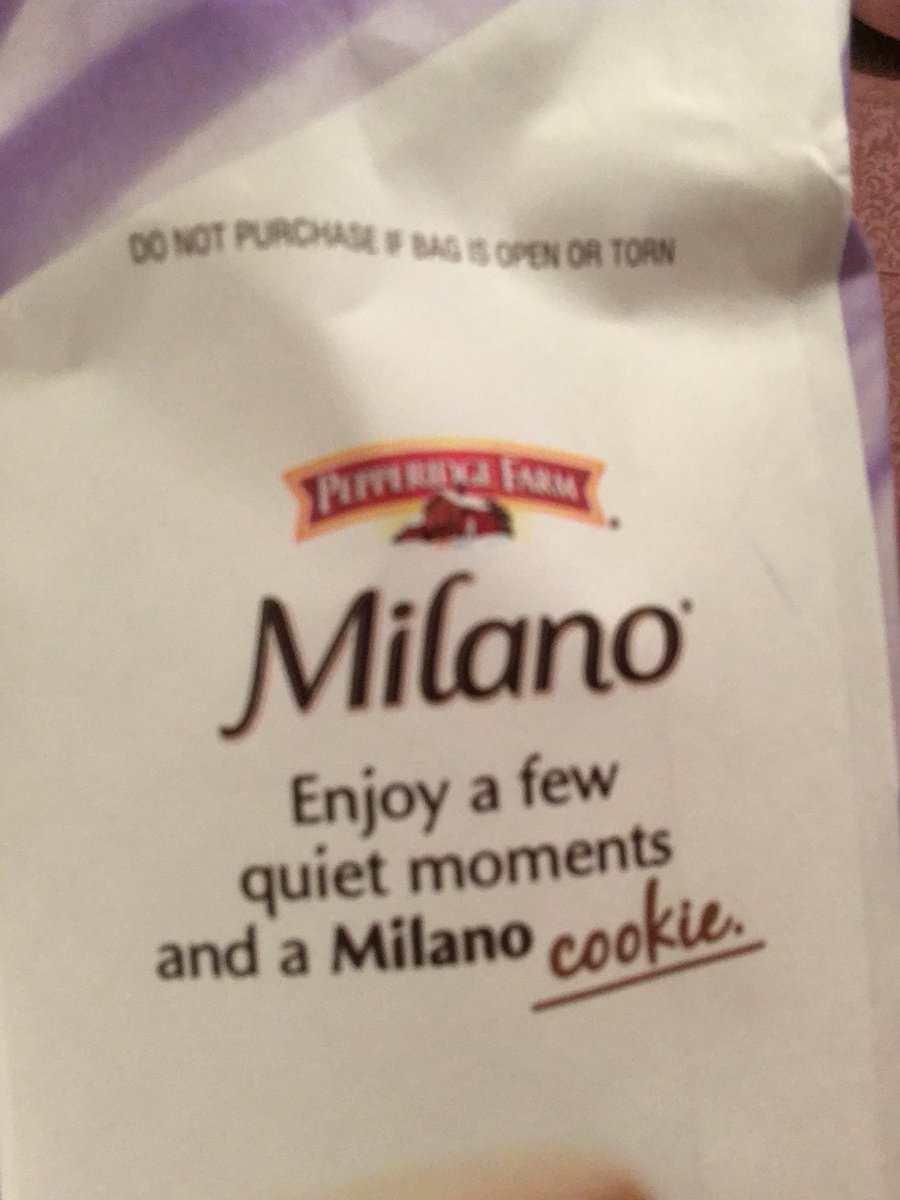 DO NOT PURCHASE IF BAG IS OPEN OR TORN
PEPPERIDGE FARM
Milano
Enjoy a few
quiet moments
and a Milano cookie.